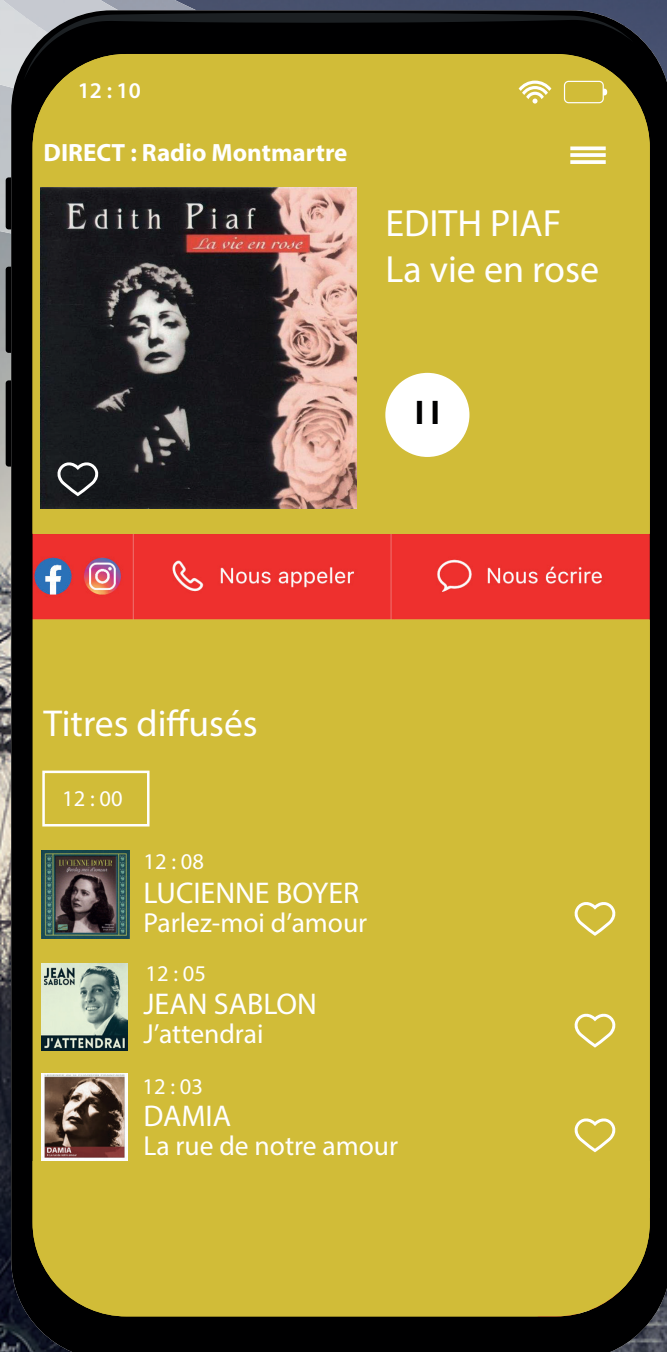 12 : 10
DIRECT : Radio Montmartre
Edith Piaf
La vie en rose
EDITH PIAF
La vie en rose
Nous appeler
Nous écrire
Titres diffusés
12 : 00
LUCIENNE BOYER
Parlez-moi d'amour
12 : 08
LUCIENNE BOYER
Parlez-moi d’amour
JEAN
SABLON
J'ATTENDRAI
12 : 05
JEAN SABLON
J’attendrai
DAMIA
12 : 03
DAMIA
La rue de notre amour